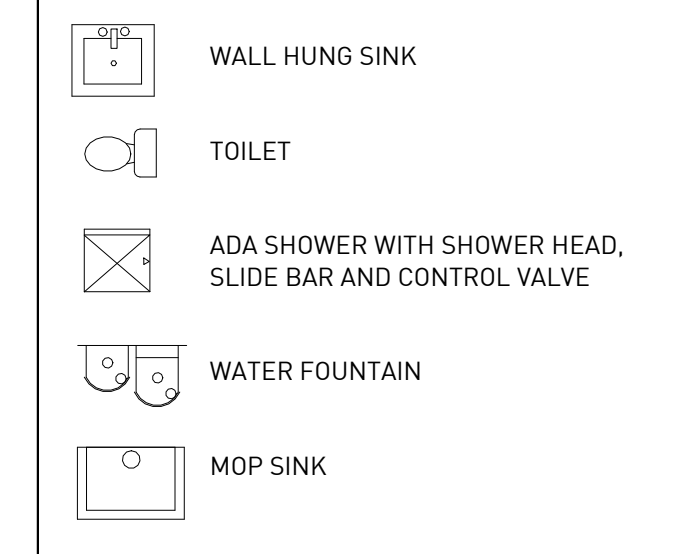 WALL HUNG SINK
TOILET
ADA SHOWER WITH SHOWER HEAD,
SLIDE BAR AND CONTROL VALVE
WATER FOUNTAIN
MOP SINK